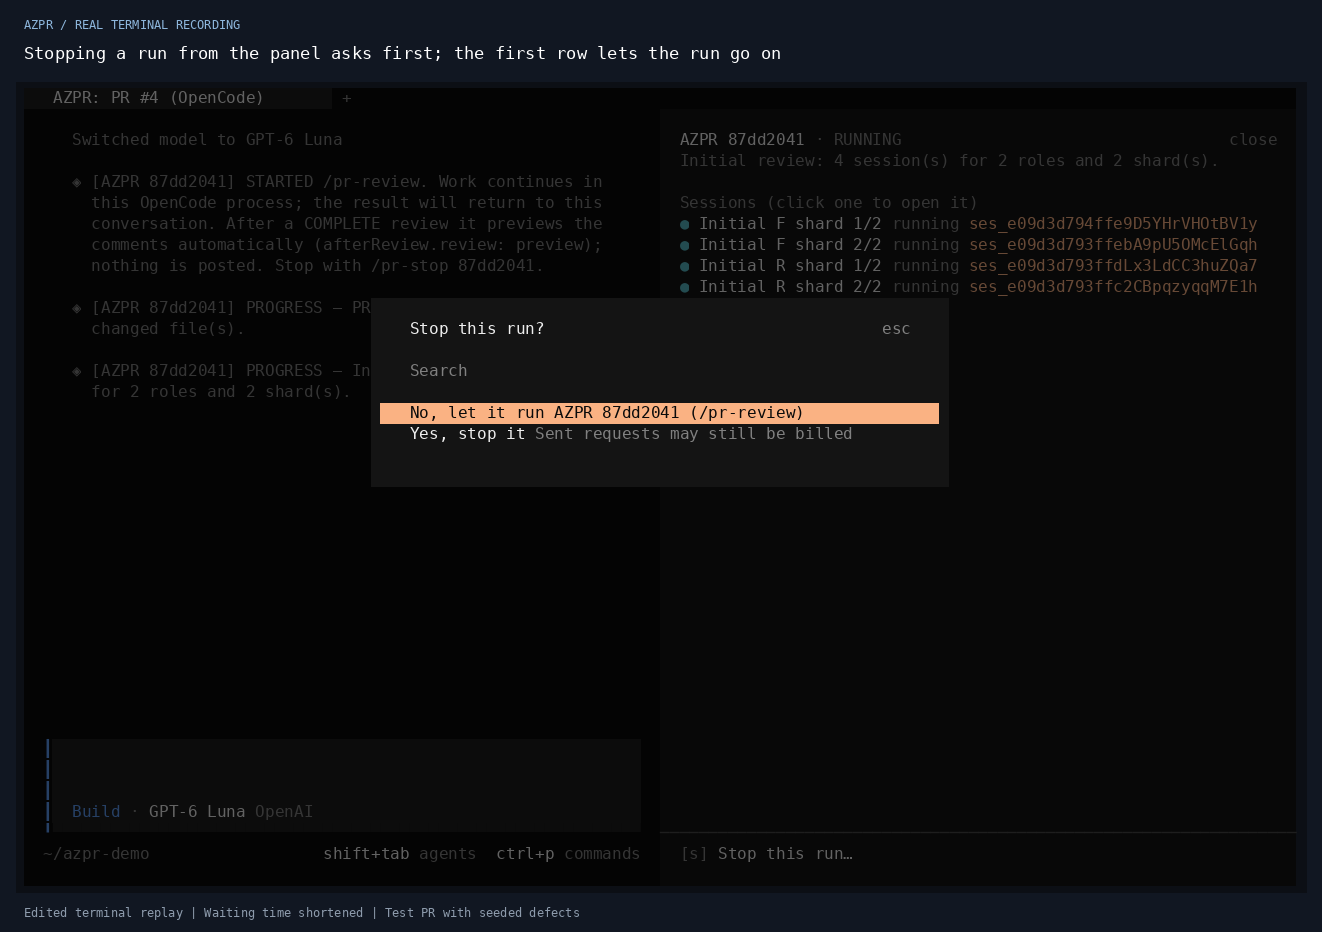 AZPR / REAL TERMINAL RECORDING
Stopping a run from the panel asks first; the first row lets the run go on
AZPR: PR #4 (OpenCode) +
Switched model to GPT-6 Luna
◈ [AZPR 87dd2041] STARTED /pr-review. Work continues in
this OpenCode process; the result will return to this
conversation. After a COMPLETE review it previews the
comments automatically (afterReview.review: preview);
nothing is posted. Stop with /pr-stop 87dd2041.
◈ [AZPR 87dd2041] PROGRESS — PR
changed file(s).
◈ [AZPR 87dd2041] PROGRESS — In
for 2 roles and 2 shard(s).
AZPR 87dd2041 · RUNNING close
Initial review: 4 session(s) for 2 roles and 2 shard(s).
Sessions (click one to open it)
● Initial F shard 1/2 running ses_e09d3d794ffe9D5YHrVHOtBV1y
● Initial F shard 2/2 running ses_e09d3d793ffebA9pU5OMcElGqh
● Initial R shard 1/2 running ses_e09d3d793ffdLx3LdCC3huZQa7
● Initial R shard 2/2 running ses_e09d3d793ffc2CBpqzyqqM7E1h
Stop this run? esc
Search
No, let it run AZPR 87dd2041 (/pr-review)
Yes, stop it Sent requests may still be billed
Build · GPT-6 Luna OpenAI
~/azpr-demo shift+tab agents ctrl+p commands
[s] Stop this run…
Edited terminal replay | Waiting time shortened | Test PR with seeded defects